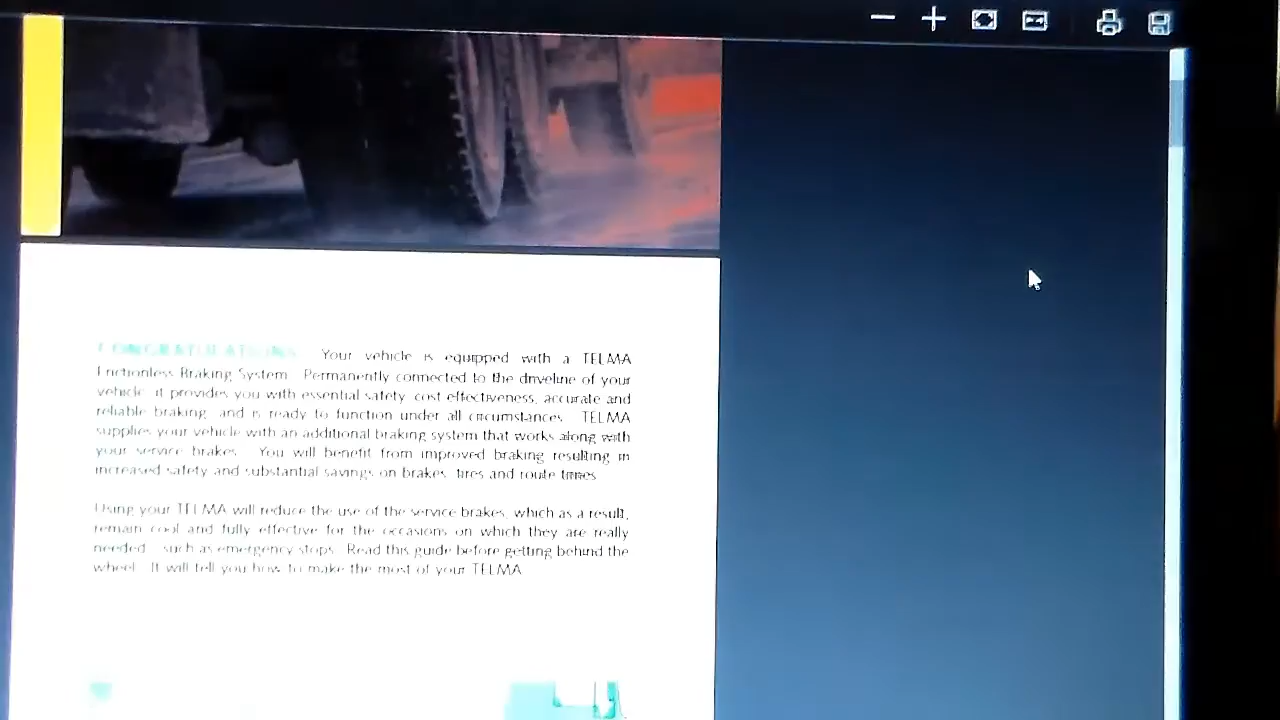 CONGRATULATIONS Your vehicle is equipped with a TELMA
Frictionless Braking System. Permanently connected to the driveline of your
vehicle, it provides you with essential safety, cost effectiveness, accurate and
reliable braking, and is ready to function under all circumstances. TELMA
supplies your vehicle with an additional braking system that works along with
your service brakes. You will benefit from improved braking resulting in
increased safety and substantial savings on brakes, tires and route times.
Using your TELMA will reduce the use of the service brakes, which as a result,
remain cool and fully effective for the occasions on which they are really
needed... such as emergency stops. Read this guide before getting behind the
wheel. It will tell you how to make the most of your TELMA.